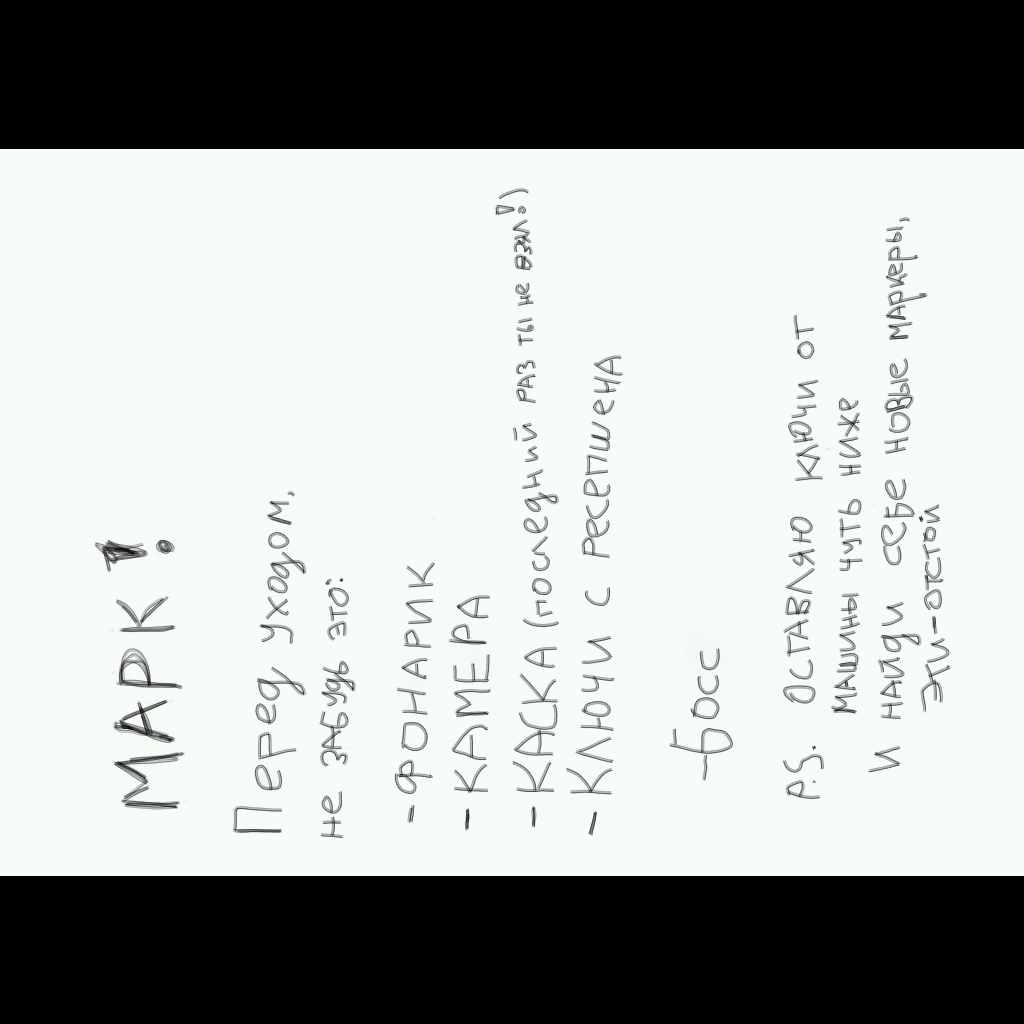 МАРК!
Перед уходом,
не забудь это:
- ФОНАРИК
- КАМЕРА
- КАСКА (последний раз ты не взял!)
- Ключи с ресепшена
- Босс
P.S. Оставляю ключи от
машины чуть ниже
и найди себе новые маркеры,
эти - отстой